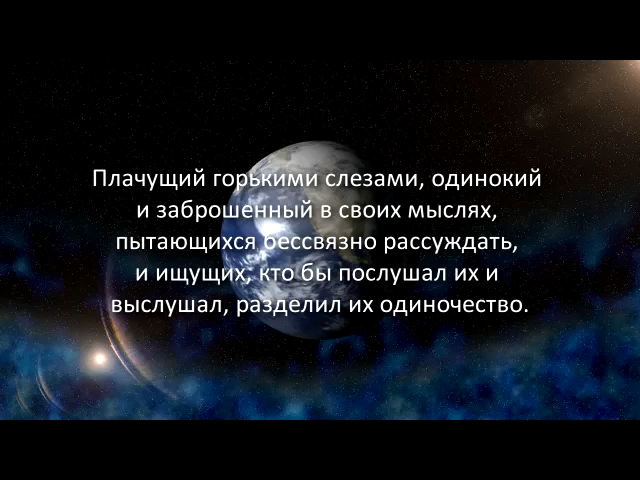 Плачущий горькими слезами, одинокий
и заброшенный в своих мыслях,
пытающихся бессвязно рассуждать,
и ищущих, кто бы послушал их и
выслушал, разделил их одиночество.